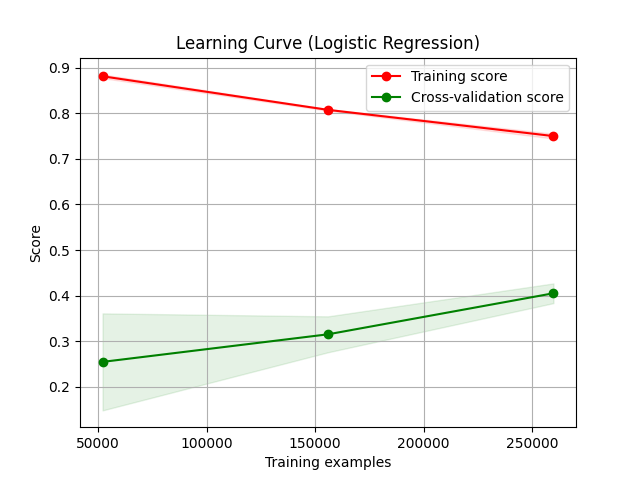 Learning Curve (Logistic Regression)
Training score
Cross-validation score
0.9
0.8
0.7
0.6
0.5
0.4
0.3
0.2
Score
50000 100000 150000 200000 250000
Training examples